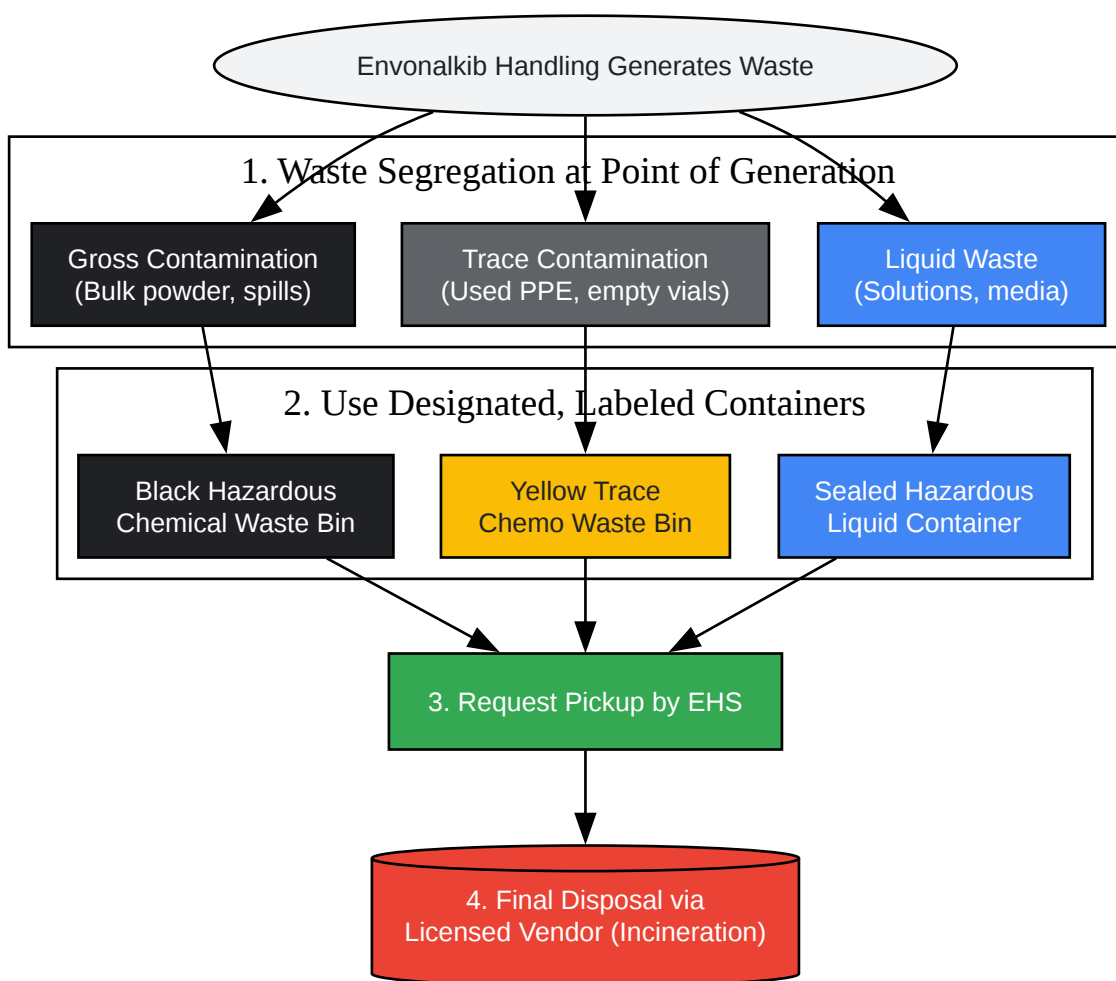 Envonalkib Handling Generates Waste
1. Waste Segregation at Point of Generation
Gross Contamination
(Bulk powder, spills)
Trace Contamination
(Used PPE, empty vials)
Liquid Waste
(Solutions, media)
2. Use Designated, Labeled Containers
Black Hazardous
Chemical Waste Bin
Yellow Trace
Chemo Waste Bin
Sealed Hazardous
Liquid Container
3. Request Pickup by EHS
4. Final Disposal via
Licensed Vendor (Incineration)